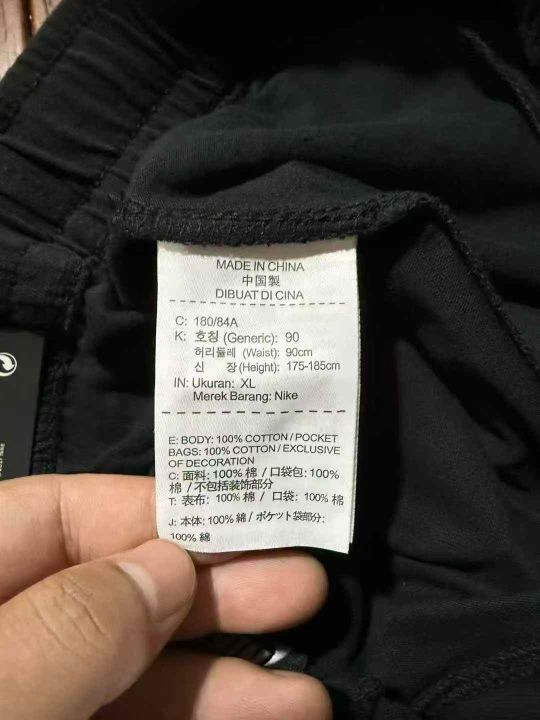 MADE IN CHINA
中国製
DIBUAT DI CINA
C: 180/84A
K: 호칭 (Generic): 90
허리둘레 (Waist): 90cm
신 장(Height): 175-185cm
IN: Ukuran: XL
Merek Barang: Nike
E: BODY: 100% COTTON / POCKET
BAGS: 100% COTTON / EXCLUSIVE
OF DECORATION
C: 面料: 100% 棉 / 口袋包: 100%
棉 / 不包括装饰部分
T: 表布: 100% 棉 / 口袋: 100% 棉
J: 本体: 100% 綿 / ポケット袋部分:
100% 綿